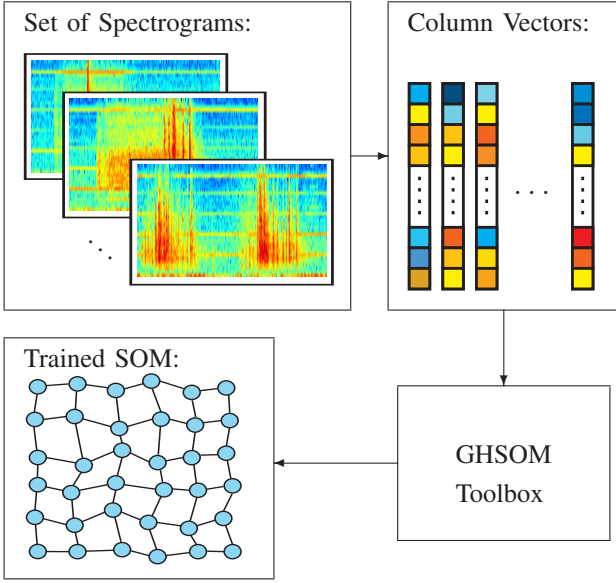 Set of Spectrograms:
Column Vectors:
Trained SOM:
GHSOM
Toolbox